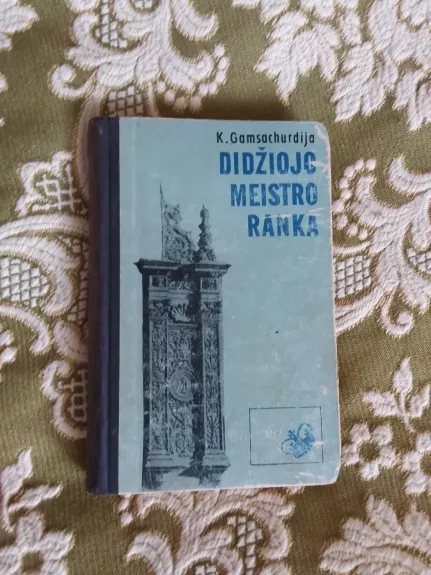 K. Gamsachurdija
DIDŽIOJO
MEISTRO
RANKA